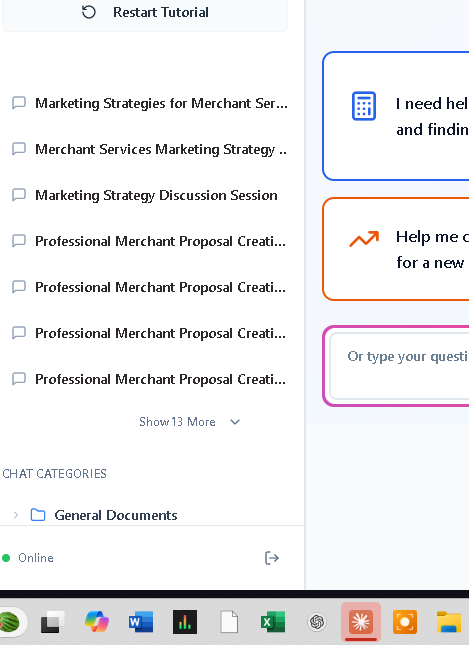 Restart Tutorial
Marketing Strategies for Merchant Ser...
Merchant Services Marketing Strategy ..
Marketing Strategy Discussion Session
Professional Merchant Proposal Creati...
Professional Merchant Proposal Creati...
Professional Merchant Proposal Creati...
Professional Merchant Proposal Creati...
Show 13 More
CHAT CATEGORIES
General Documents
Online
I need hel
and findin
Help me c
for a new
Or type your questi